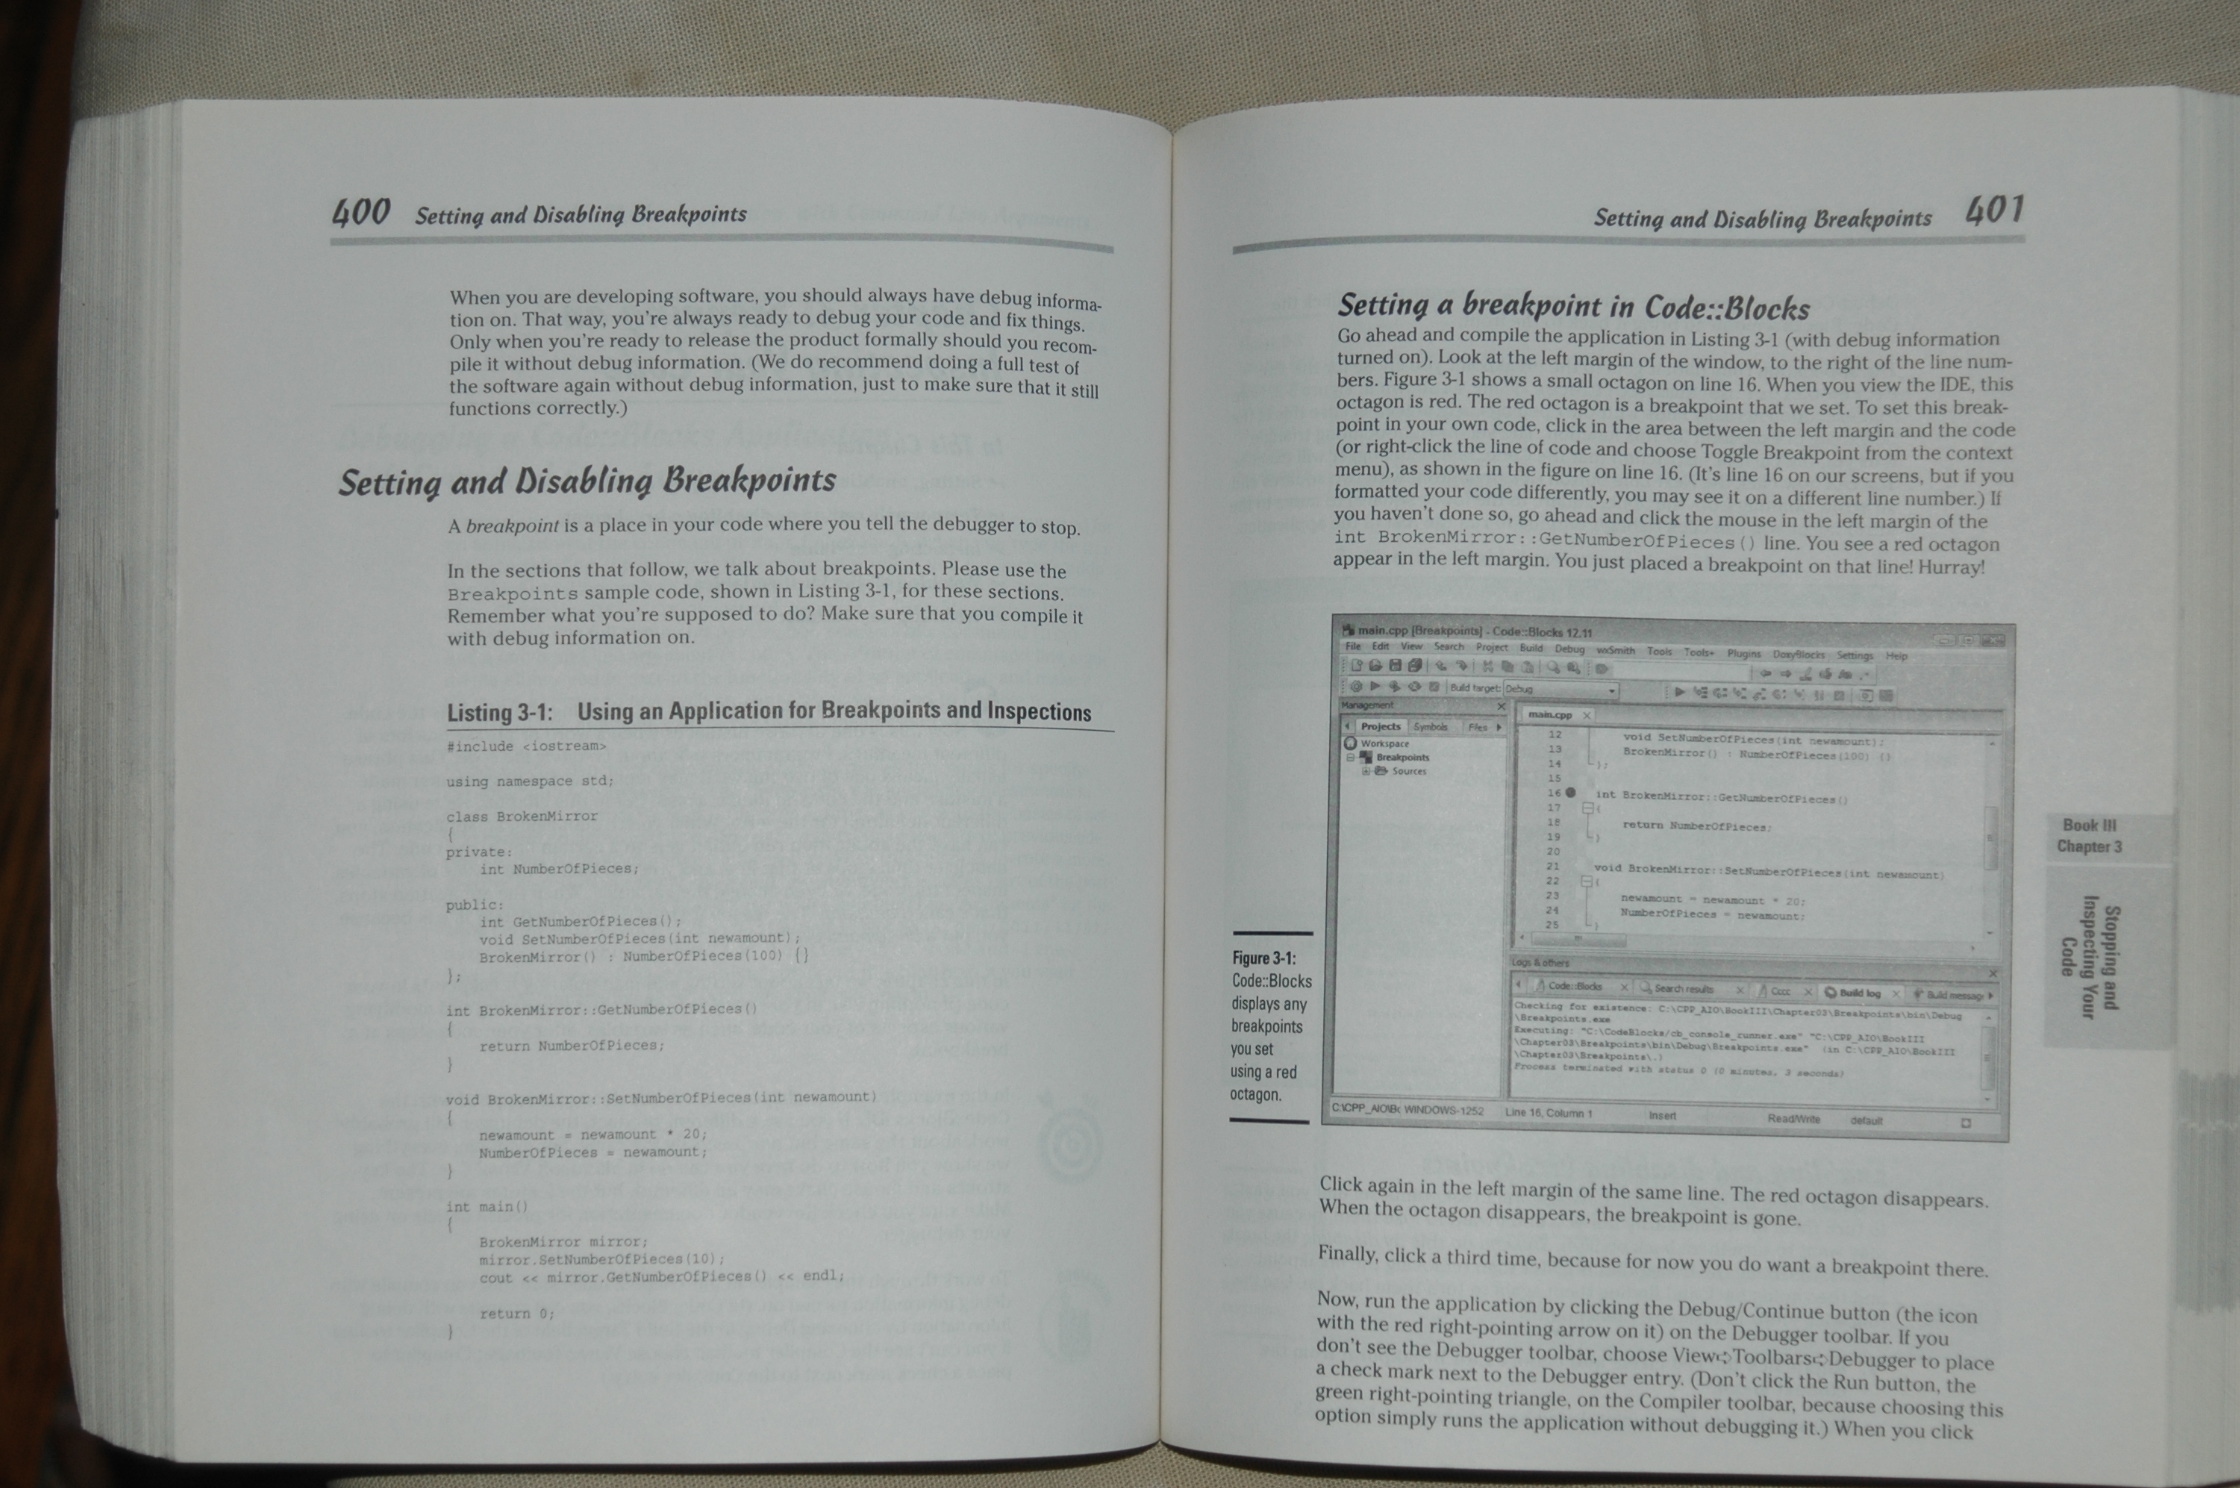 400 Setting and Disabling Breakpoints
When you are developing software, you should always have debug informa-
tion on. That way, you're always ready to debug your code and fix things.
Only when you're ready to release the product formally should you recom-
pile it without debug information. (We do recommend doing a full test of
the software again without debug information, just to make sure that it still
functions correctly.)
Setting and Disabling Breakpoints
A breakpoint is a place in your code where you tell the debugger to stop.
In the sections that follow, we talk about breakpoints. Please use the
Breakpoints sample code, shown in Listing 3-1, for these sections.
Remember what you're supposed to do? Make sure that you compile it
with debug information on.
Listing 3-1: Using an Application for Breakpoints and Inspections
#include <iostream>
using namespace std;
class BrokenMirror
{
private:
int NumberOfPieces;
public:
int GetNumberOfPieces();
void SetNumberOfPieces(int newamount);
BrokenMirror() : NumberOfPieces(100) {}
};
int BrokenMirror::GetNumberOfPieces()
{
return NumberOfPieces;
}
void BrokenMirror::SetNumberOfPieces(int newamount)
{
newamount = newamount * 20;
NumberOfPieces = newamount;
}
int main()
{
BrokenMirror mirror;
mirror.SetNumberOfPieces(10);
cout << mirror.GetNumberOfPieces() << endl;
return 0;
}
Setting and Disabling Breakpoints 401
Setting a breakpoint in Code::Blocks
Go ahead and compile the application in Listing 3-1 (with debug information
turned on). Look at the left margin of the window, to the right of the line num-
bers. Figure 3-1 shows a small octagon on line 16. When you view the IDE, this
octagon is red. The red octagon is a breakpoint that we set. To set this break-
point in your own code, click in the area between the left margin and the code
(or right-click the line of code and choose Toggle Breakpoint from the context
menu), as shown in the figure on line 16. (It's line 16 on our screens, but if you
formatted your code differently, you may see it on a different line number.) If
you haven't done so, go ahead and click the mouse in the left margin of the
int BrokenMirror::GetNumberOfPieces() line. You see a red octagon
appear in the left margin. You just placed a breakpoint on that line! Hurray!
main.cpp [Breakpoints] - Code::Blocks 12.11
File Edit View Search Project Build Debug wxSmith Tools Tools+ Plugins DoxyBlocks Settings Help
Build target: Debug
Management
main.cpp
Projects Symbols Files
Workspace
Breakpoints
Sources
12 void SetNumberOfPieces(int newamount);
13 BrokenMirror() : NumberOfPieces(100) {}
14 };
15
16 int BrokenMirror::GetNumberOfPieces()
17 {
18 return NumberOfPieces;
19 }
20
21 void BrokenMirror::SetNumberOfPieces(int newamount)
22 {
23 newamount = newamount * 20;
24 NumberOfPieces = newamount;
25 }
Logs & others
Code::Blocks Search results Cccc Build log Build messag
Checking for existence: C:\CPP_AIO\BookIII\Chapter03\Breakpoints\bin\Debug
\Breakpoints.exe
Executing: "C:\CodeBlocks/cb_console_runner.exe" "C:\CPP_AIO\BookIII
\Chapter03\Breakpoints\bin\Debug\Breakpoints.exe" (in C:\CPP_AIO\BookIII
\Chapter03\Breakpoints\.)
Process terminated with status 0 (0 minutes, 3 seconds)
C:\CPP_AIO\B( WINDOWS-1252 Line 16, Column 1 Insert Read/Write default
Figure 3-1:
Code::Blocks
displays any
breakpoints
you set
using a red
octagon.
Click again in the left margin of the same line. The red octagon disappears.
When the octagon disappears, the breakpoint is gone.
Finally, click a third time, because for now you do want a breakpoint there.
Now, run the application by clicking the Debug/Continue button (the icon
with the red right-pointing arrow on it) on the Debugger toolbar. If you
don't see the Debugger toolbar, choose View➪Toolbars➪Debugger to place
a check mark next to the Debugger entry. (Don't click the Run button, the
green right-pointing triangle, on the Compiler toolbar, because choosing this
option simply runs the application without debugging it.) When you click
Book III
Chapter 3
Stopping and
Inspecting Your
Code